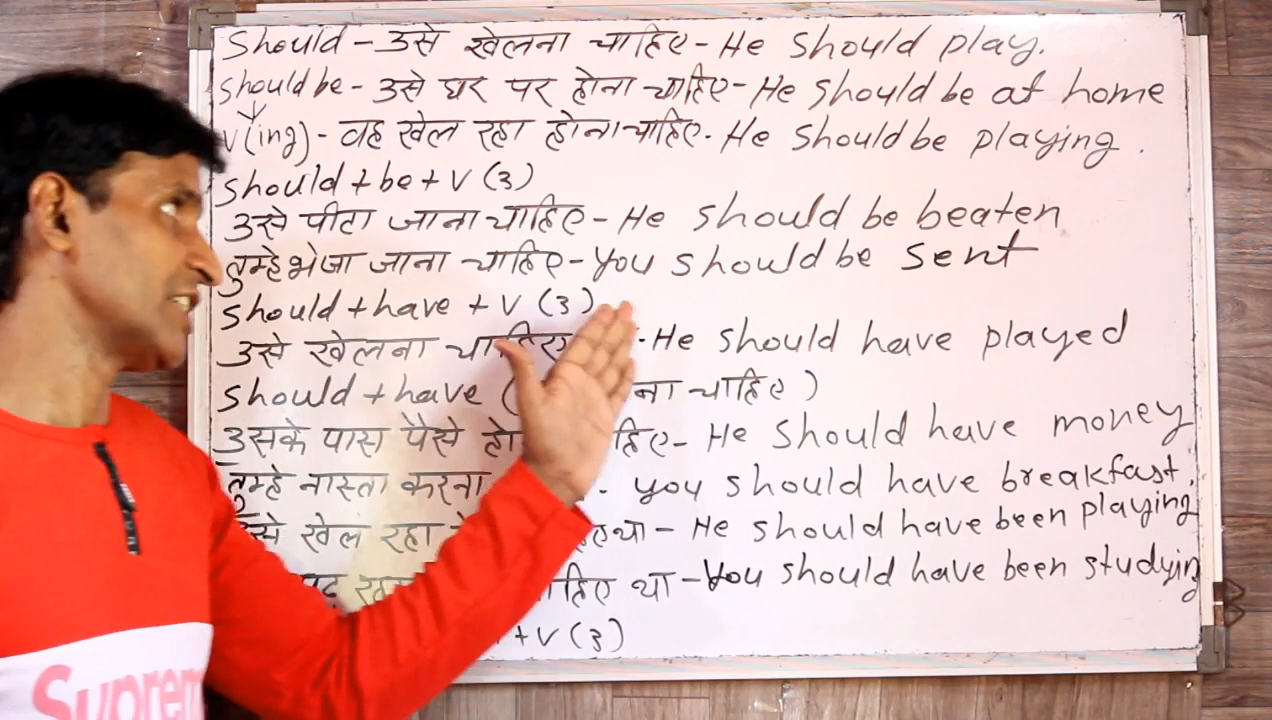 should - उसे खेलना चाहिए - He should play.
should be - उसे घर पर होना चाहिए - He should be at home
V(ing) - वह खेल रहा होना चाहिए. He should be playing.
should + be + V (3)
उसे पीटा जाना चाहिए - He should be beaten
तुम्हे भेजा जाना चाहिए - You should be sent
should + have + V (3)
उसे खेलना - He should have played
should + have ( ना चाहिए )
उसके पास पैसे हिए - He should have money
तुम्हे नास्ता करना . you should have breakfast.
खेल रहा था - He should have been playing
चाहिए था - You should have been studying
+ V (3)
Suprem